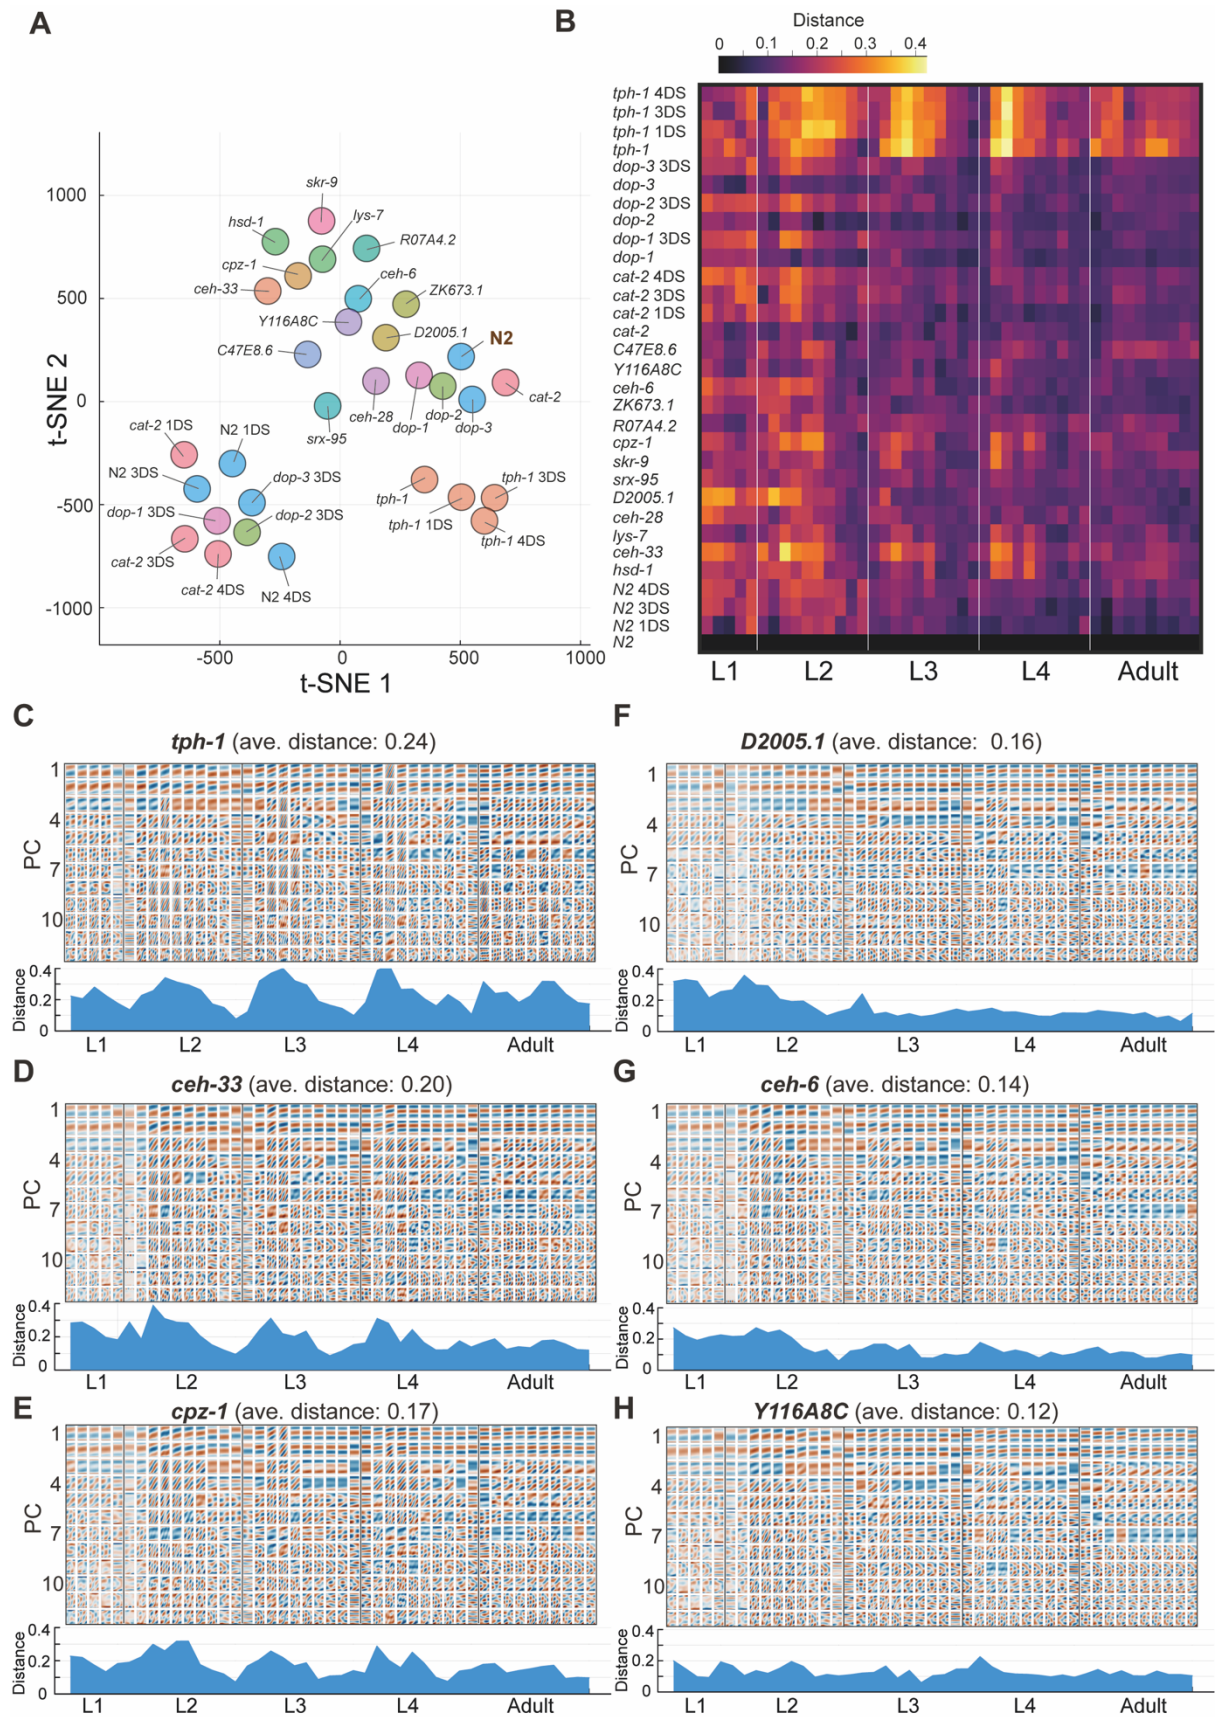 A
1000
500
0
-500
-1000
t-SNE 2
skr-9
hsd-1
lys-7
R07A4.2
cpz-1
ceh-6
ceh-33
ZK673.1
Y116A8C
D2005.1
N2
C47E8.6
cat-2
ceh-28
dop-1
dop-2
dop-3
srx-95
cat-2 1DS
N2 1DS
N2 3DS
dop-3 3DS
dop-1 3DS
dop-2 3DS
cat-2 3DS
cat-2 4DS
N2 4DS
tph-1
tph-1 3DS
tph-1 1DS
tph-1 4DS
-500
0
500
1000
t-SNE 1
B
Distance
0 0.1 0.2 0.3 0.4
tph-1 4DS
tph-1 3DS
tph-1 1DS
tph-1
dop-3 3DS
dop-3
dop-2 3DS
dop-2
dop-1 3DS
dop-1
cat-2 4DS
cat-2 3DS
cat-2 1DS
cat-2
C47E8.6
Y116A8C
ceh-6
ZK673.1
R07A4.2
cpz-1
skr-9
srx-95
D2005.1
ceh-28
lys-7
ceh-33
hsd-1
N2 4DS
N2 3DS
N2 1DS
N2
L1 L2 L3 L4 Adult
C
tph-1 (ave. distance: 0.24)
1
4
7
10
PC
0.4
0.2
0
Distance
L1 L2 L3 L4 Adult
D
ceh-33 (ave. distance: 0.20)
1
4
7
10
PC
0.4
0.2
0
Distance
L1 L2 L3 L4 Adult
E
cpz-1 (ave. distance: 0.17)
1
4
7
10
PC
0.4
0.2
0
Distance
L1 L2 L3 L4 Adult
F
D2005.1 (ave. distance: 0.16)
1
4
7
10
PC
0.4
0.2
0
Distance
L1 L2 L3 L4 Adult
G
ceh-6 (ave. distance: 0.14)
1
4
7
10
PC
0.4
0.2
0
Distance
L1 L2 L3 L4 Adult
H
Y116A8C (ave. distance: 0.12)
1
4
7
10
PC
0.4
0.2
0
Distance
L1 L2 L3 L4 Adult